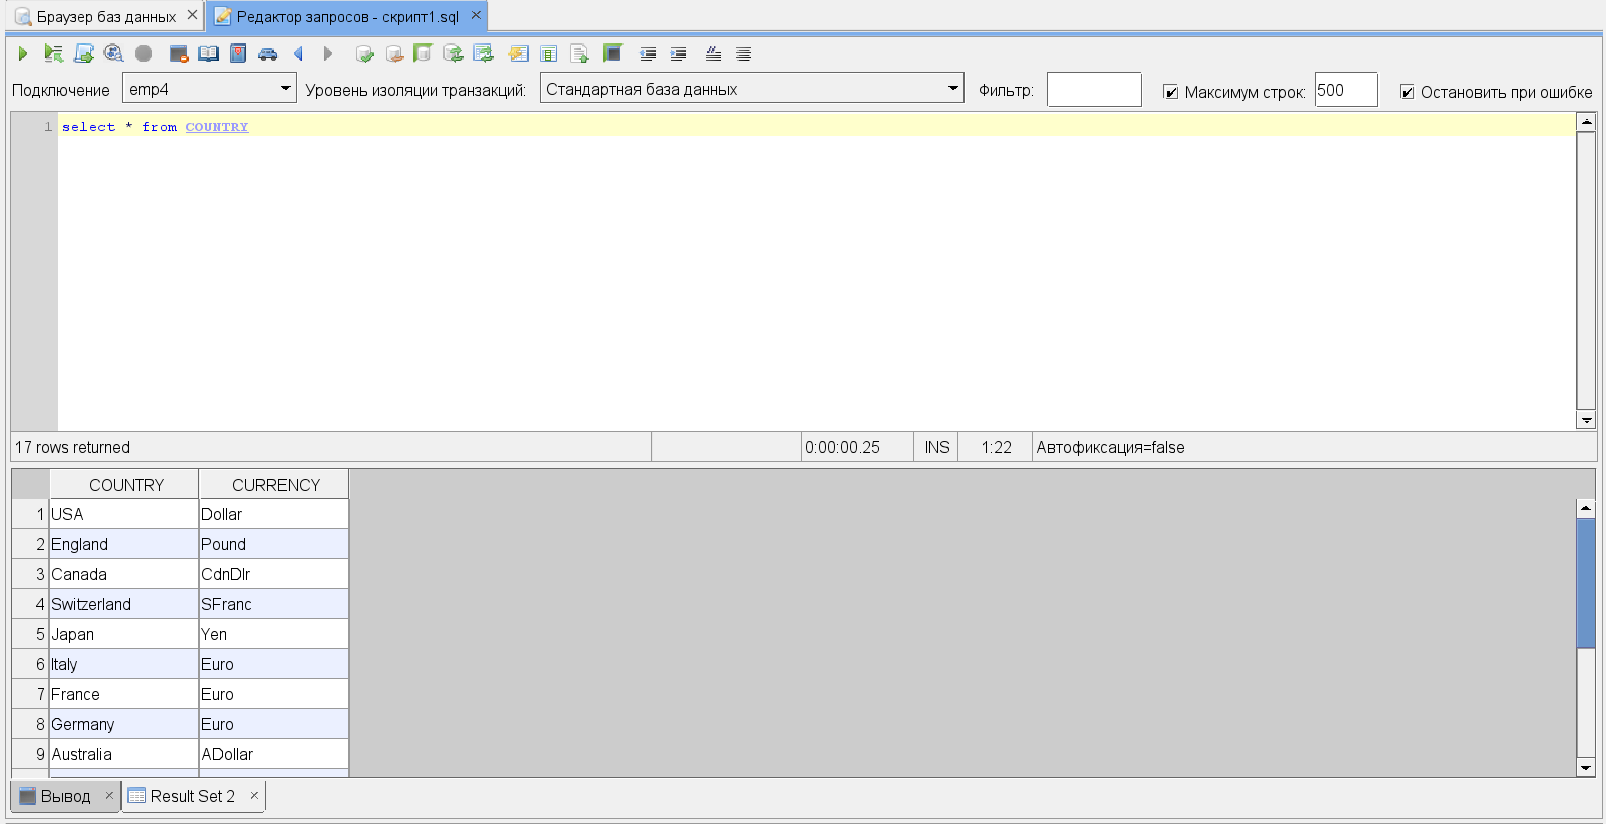 Браузер баз данных
Редактор запросов - скрипт1.sql
Подключение emp4 Уровень изоляции транзакций: Стандартная база данных Фильтр: Максимум строк: 500 Остановить при ошибке
1 select * from COUNTRY
17 rows returned 0:00:00.25 INS 1:22 Автофиксация=false
COUNTRY CURRENCY
1 USA Dollar
2 England Pound
3 Canada CdnDlr
4 Switzerland SFranc
5 Japan Yen
6 Italy Euro
7 France Euro
8 Germany Euro
9 Australia ADollar
Вывод Result Set 2